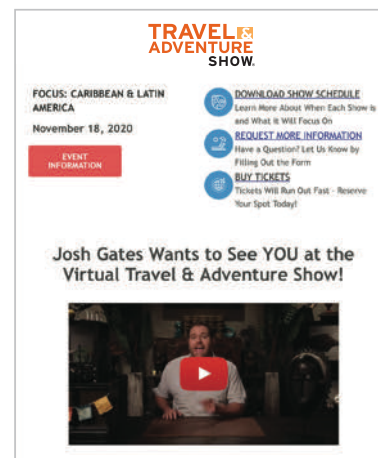 TRAVEL &
ADVENTURE
SHOW.
FOCUS: CARIBBEAN & LATIN
AMERICA
November 18, 2020
EVENT
INFORMATION
DOWNLOAD SHOW SCHEDULE
Learn More About When Each Show is
and What it Will Focus On
REQUEST MORE INFORMATION
Have a Question? Let Us Know by
Filling Out the Form
BUY TICKETS
Tickets Will Run Out Fast - Reserve
Your Spot Today!
Josh Gates Wants to See YOU at the
Virtual Travel & Adventure Show!